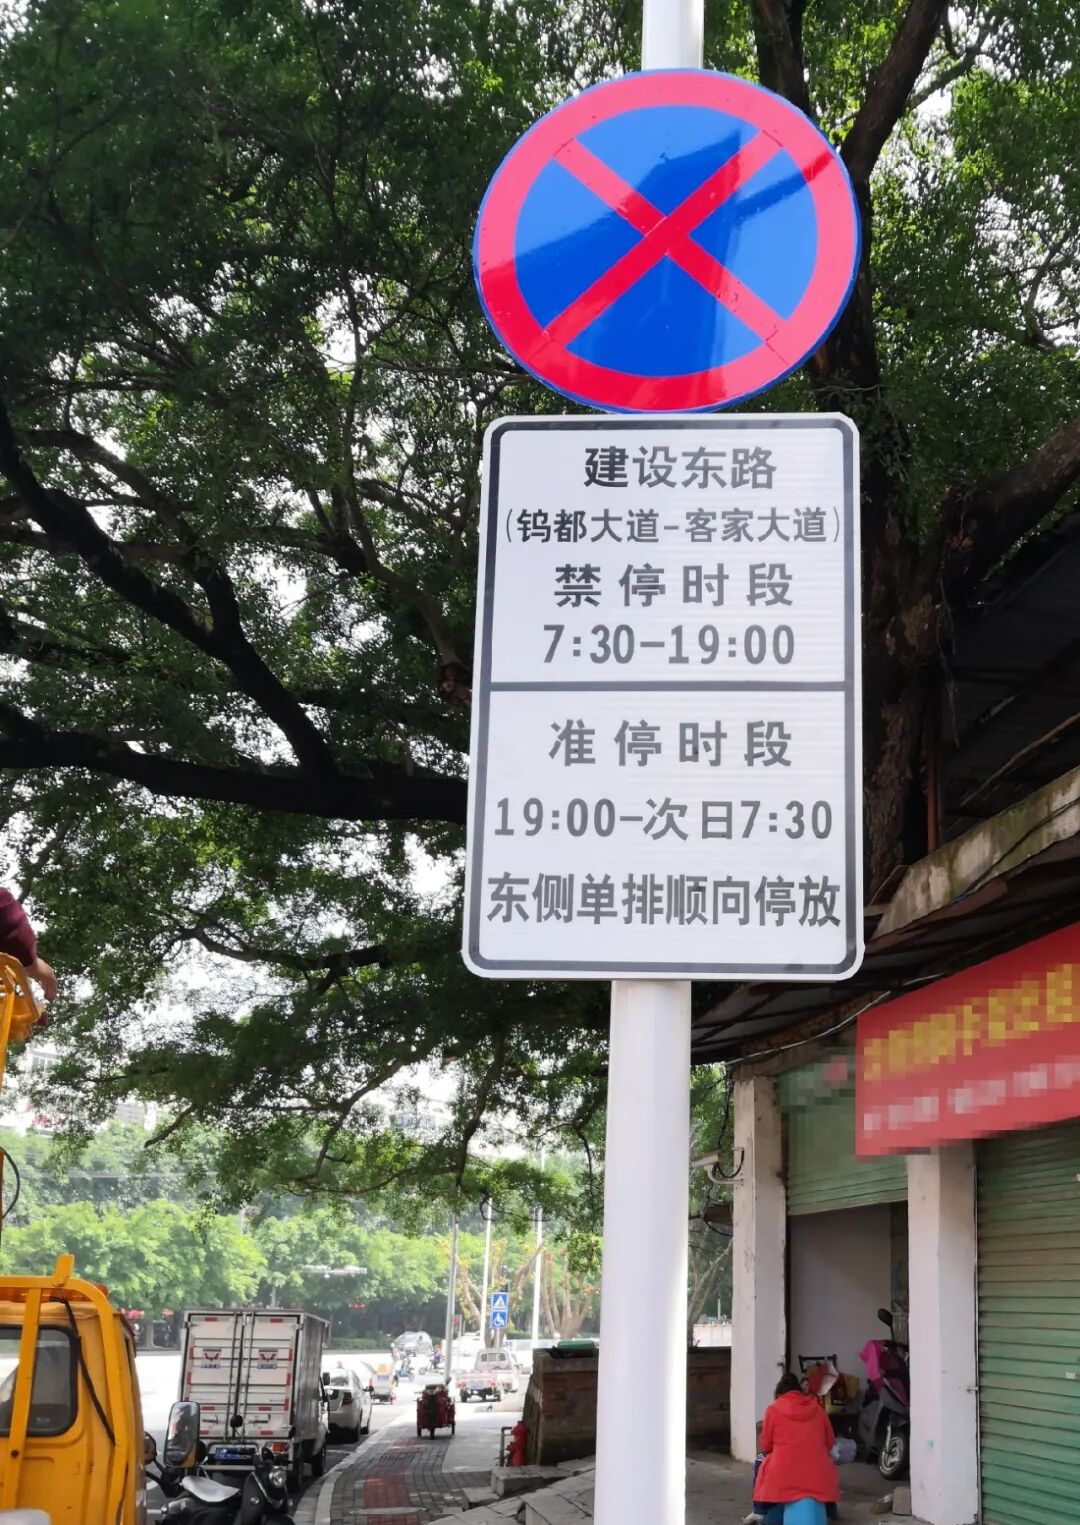 建设东路
(钨都大道-客家大道)
禁停时段
7:30-19:00
准停时段
19:00-次日7:30
东侧单排顺向停放